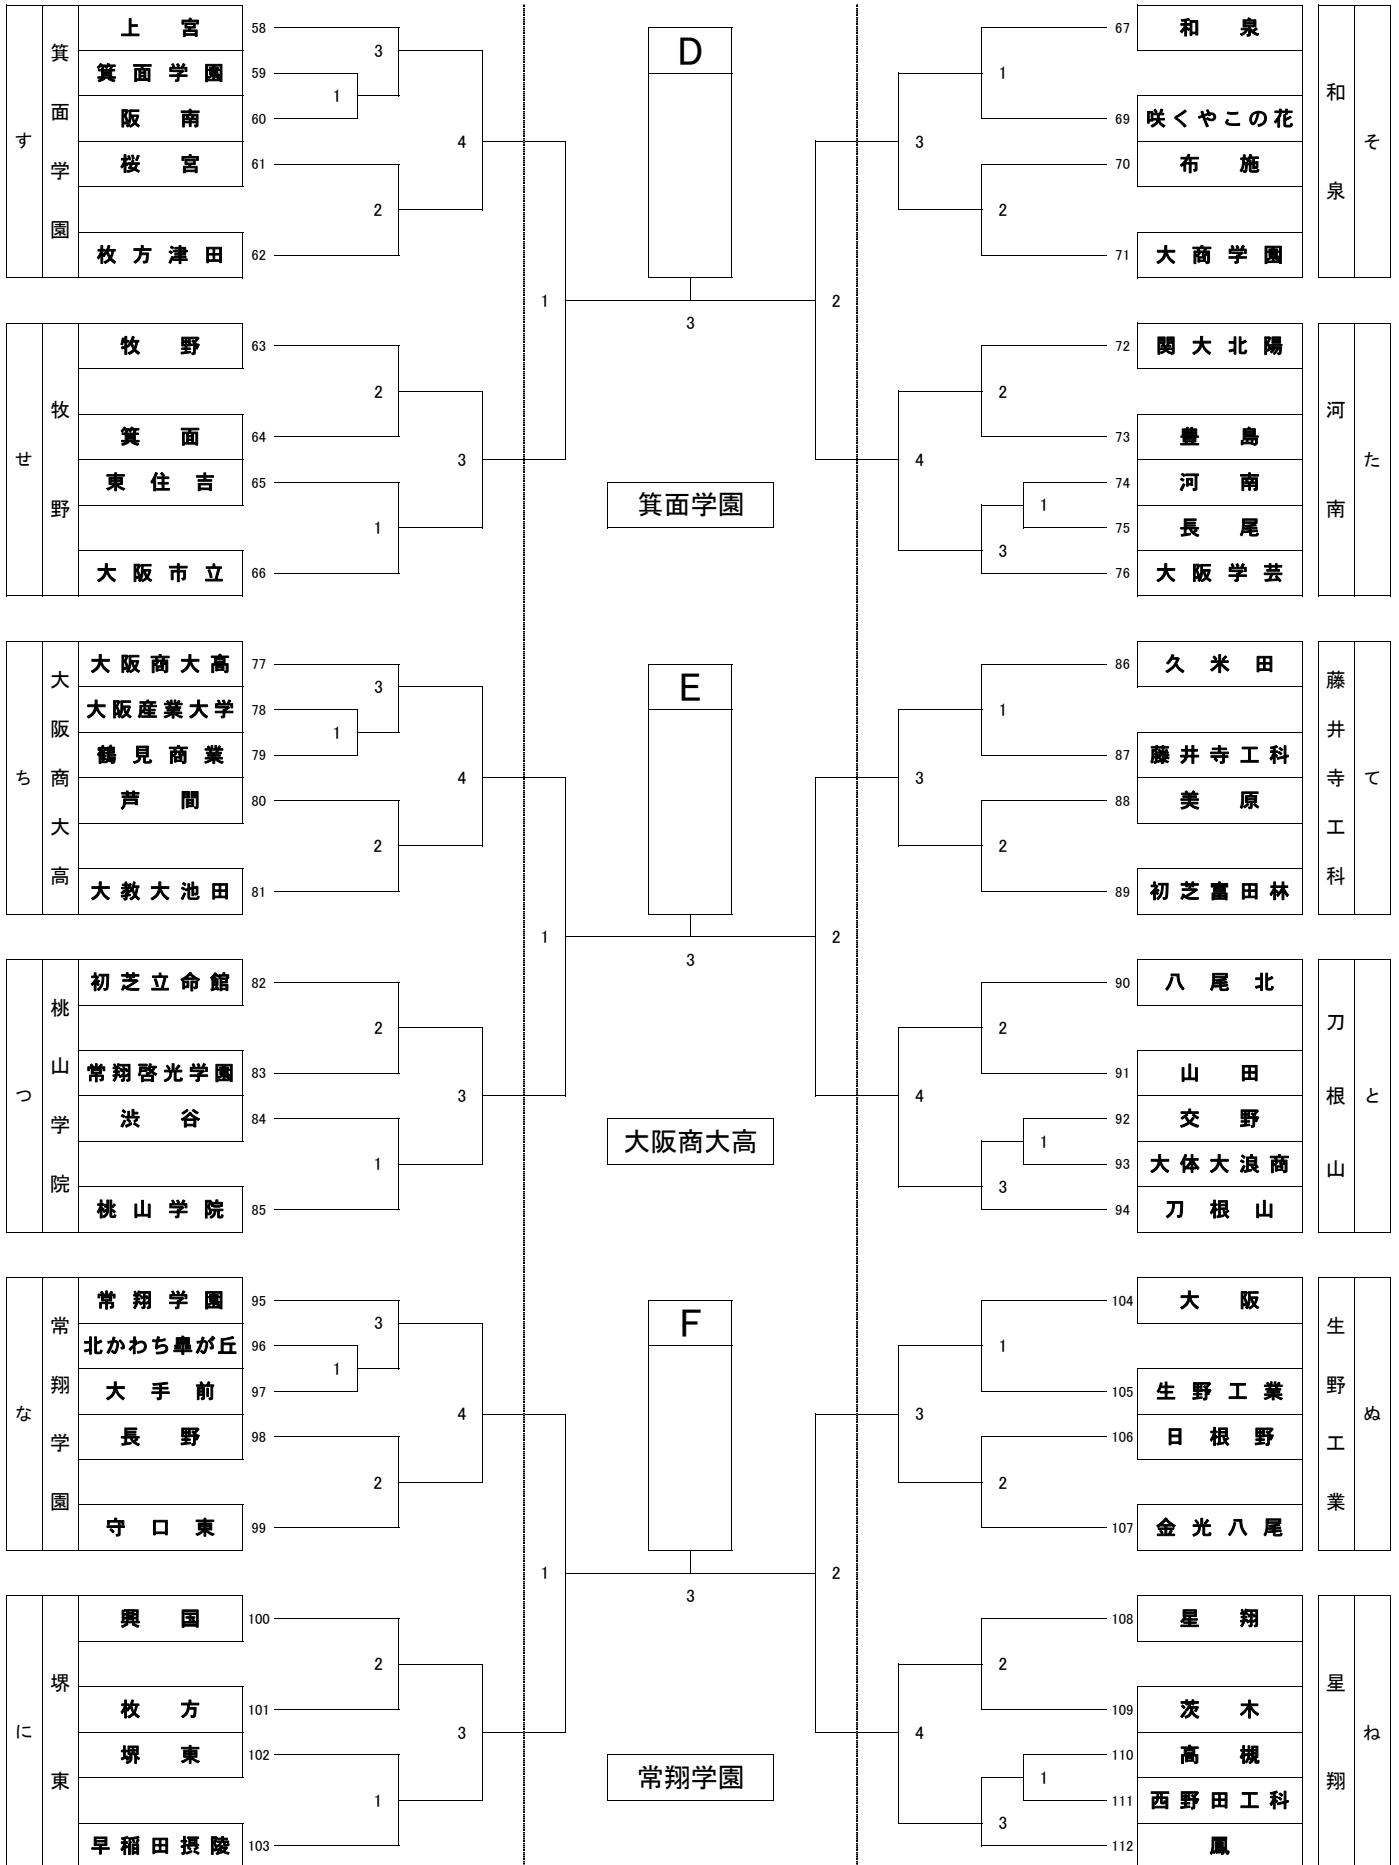 す
箕面学園
上宮 58
箕面学園 59
阪南 60
桜宮 61
枚方津田 62
3
1
2
4
せ
牧野
牧野 63
箕面 64
東住吉 65
大阪市立 66
2
1
3
1
D
3
箕面学園
2
67 和泉
69 咲くやこの花
70 布施
71 大商学園
1
2
3
和泉
そ
72 関大北陽
73 豊島
74 河南
75 長尾
76 大阪学芸
2
1
3
4
河南
た
ち
大阪商大高
大阪商大高 77
大阪産業大学 78
鶴見商業 79
芦間 80
大教大池田 81
3
1
2
4
つ
桃山学院
初芝立命館 82
常翔啓光学園 83
渋谷 84
桃山学院 85
2
1
3
1
E
3
大阪商大高
2
86 久米田
87 藤井寺工科
88 美原
89 初芝富田林
1
2
3
藤井寺工科
て
90 八尾北
91 山田
92 交野
93 大体大浪商
94 刀根山
2
1
3
4
刀根山
と
な
常翔学園
常翔学園 95
北かわち皐が丘 96
大手前 97
長野 98
守口東 99
3
1
2
4
に
堺東
興国 100
枚方 101
堺東 102
早稲田摂陵 103
2
1
3
1
F
3
常翔学園
2
104 大阪
105 生野工業
106 日根野
107 金光八尾
1
2
3
生野工業
ぬ
108 星翔
109 茨木
110 高槻
111 西野田工科
112 鳳
2
1
3
4
星翔
ね